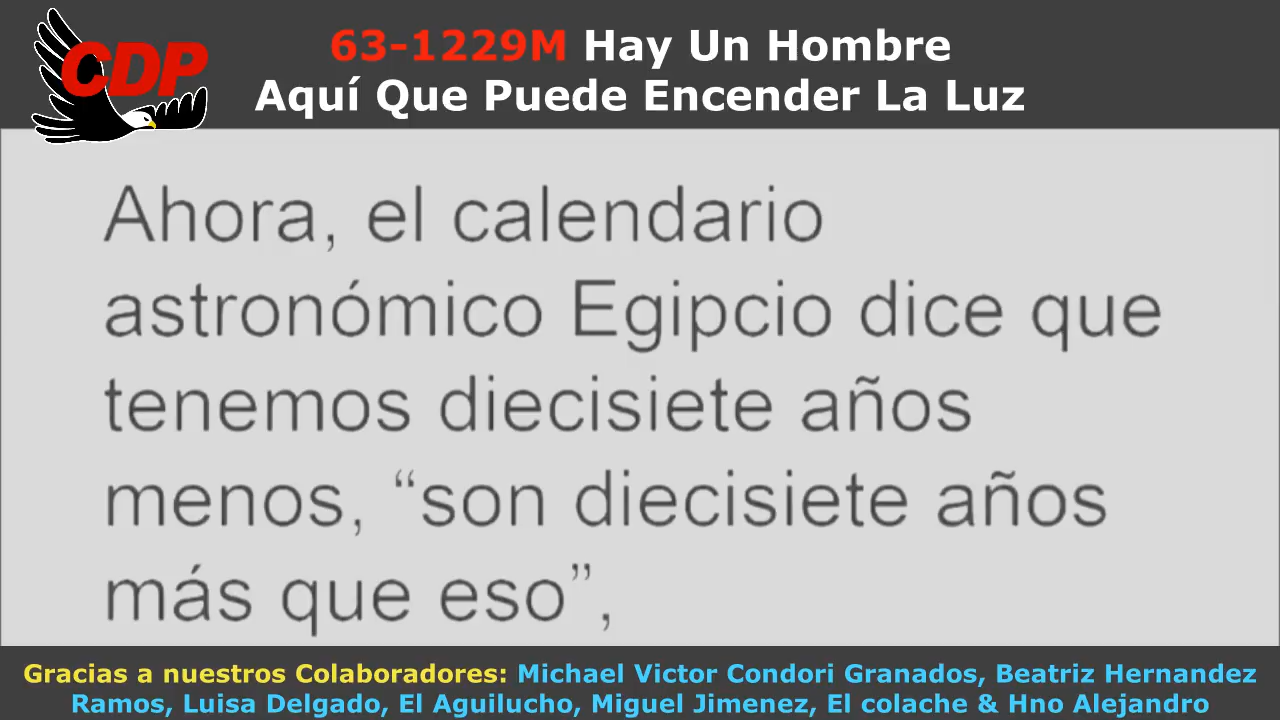 CDP
63-1229M Hay Un Hombre
Aquí Que Puede Encender La Luz
Ahora, el calendario
astronómico Egipcio dice que
tenemos diecisiete años
menos, “son diecisiete años
más que eso”,
Gracias a nuestros Colaboradores: Michael Victor Condori Granados, Beatriz Hernandez
Ramos, Luisa Delgado, El Aguilucho, Miguel Jimenez, El colache & Hno Alejandro